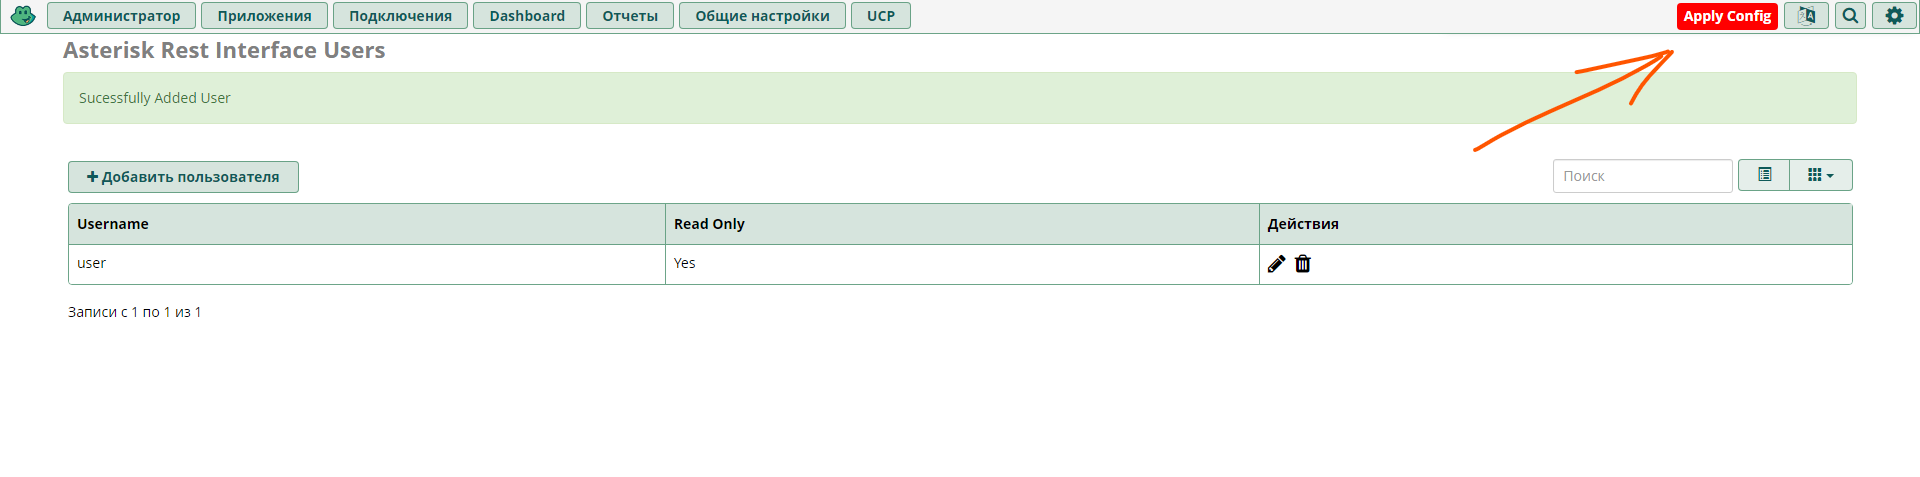 Администратор Приложения Подключения Dashboard Отчеты Общие настройки UCP Apply Config
Asterisk Rest Interface Users
Sucessfully Added User
Добавить пользователя Поиск
Username Read Only Действия
user Yes
Записи с 1 по 1 из 1